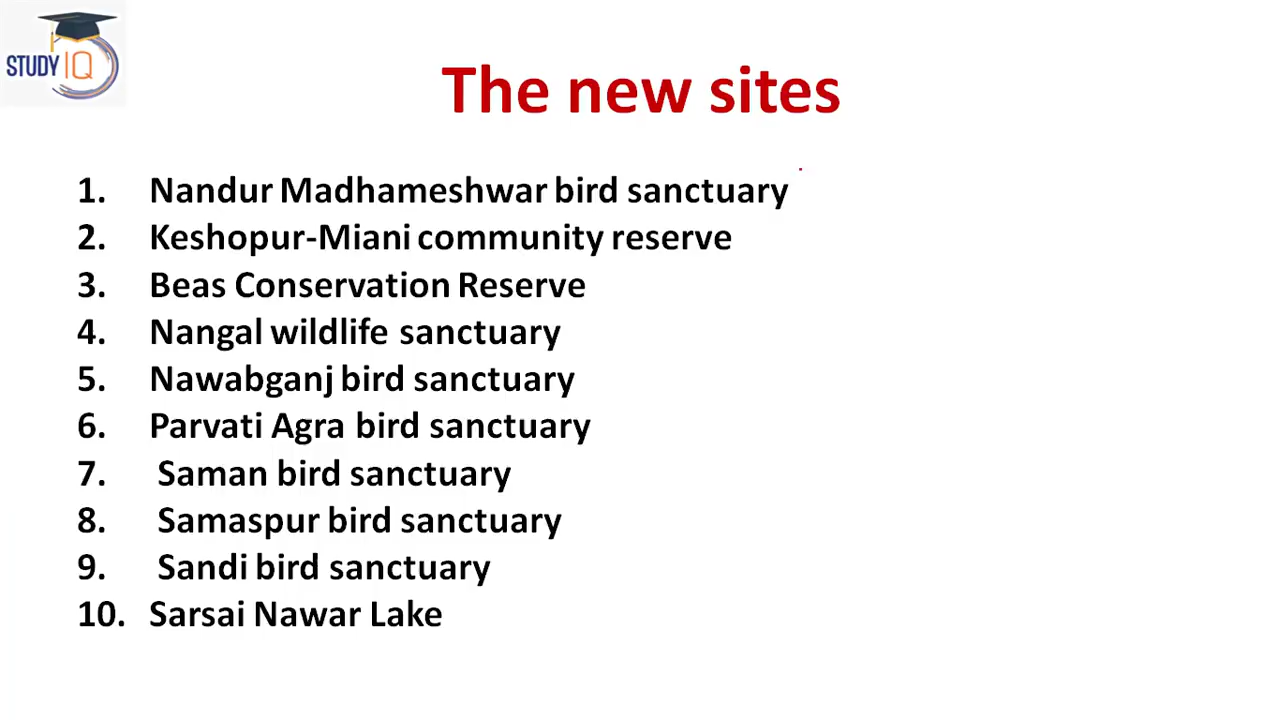 STUDY IQ
The new sites
1. Nandur Madhameshwar bird sanctuary
2. Keshopur-Miani community reserve
3. Beas Conservation Reserve
4. Nangal wildlife sanctuary
5. Nawabganj bird sanctuary
6. Parvati Agra bird sanctuary
7. Saman bird sanctuary
8. Samaspur bird sanctuary
9. Sandi bird sanctuary
10. Sarsai Nawar Lake